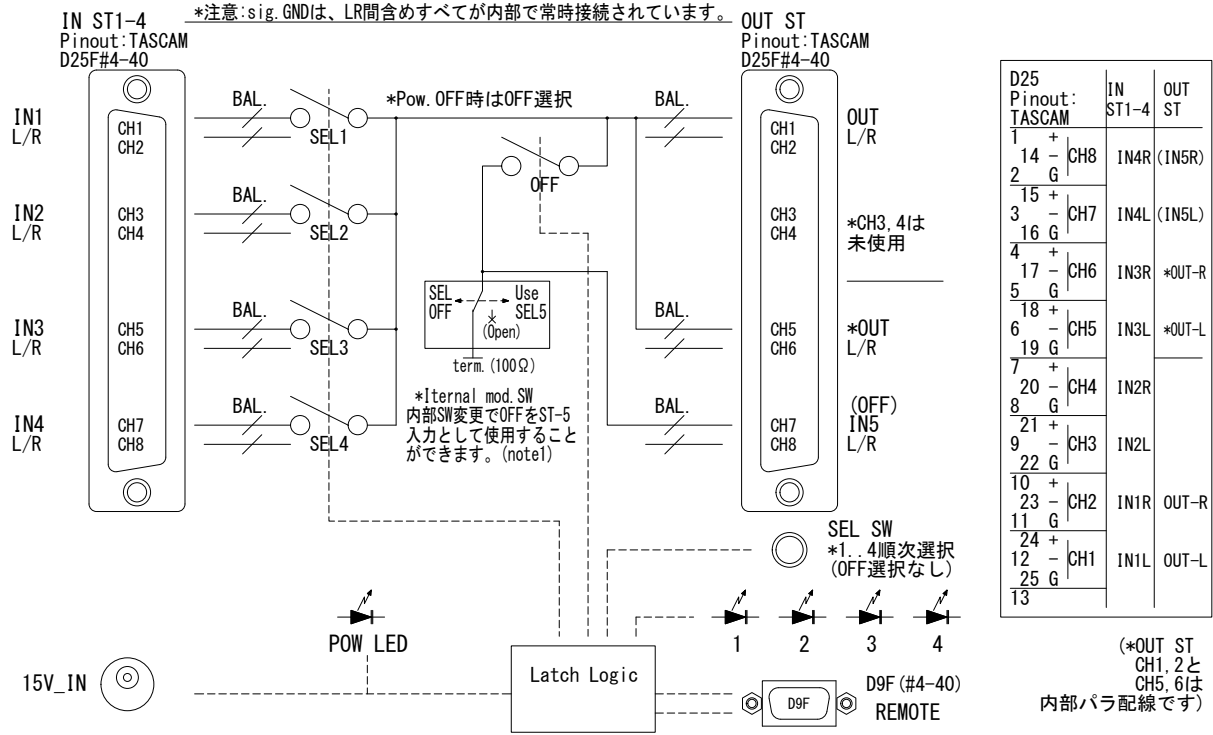 *注意:sig.GNDは、LR間含めすべてが内部で常時接続されています。
IN ST1-4
Pinout:TASCAM
D25F#4-40
OUT ST
Pinout:TASCAM
D25F#4-40
IN1
L/R
BAL.
SEL1
CH1
CH2
*Pow.OFF時はOFF選択
OFF
BAL.
CH1
CH2
OUT
L/R
IN2
L/R
CH3
CH4
BAL.
SEL2
CH3
CH4
*CH3,4は
未使用
SEL
OFF
Use
SEL5
(Open)
term.(100Ω)
IN3
L/R
CH5
CH6
BAL.
SEL3
BAL.
CH5
CH6
*OUT
L/R
*Iternal mod.SW
内部SW変更でOFFをST-5
入力として使用すること
ができます。(note1)
IN4
L/R
CH7
CH8
BAL.
SEL4
BAL.
CH7
CH8
(OFF)
IN5
L/R
SEL SW
*1..4順次選択
(OFF選択なし)
POW LED
1 2 3 4
15V_IN
Latch Logic
D9F
D9F(#4-40)
REMOTE
D25
Pinout:
TASCAM
IN
ST1-4
OUT
ST
1 +
14 - CH8 IN4R (IN5R)
2 G
15 +
3 - CH7 IN4L (IN5L)
16 G
4 +
17 - CH6 IN3R *OUT-R
5 G
18 +
6 - CH5 IN3L *OUT-L
19 G
7 +
20 - CH4 IN2R
8 G
21 +
9 - CH3 IN2L
22 G
10 +
23 - CH2 IN1R OUT-R
11 G
24 +
12 - CH1 IN1L OUT-L
25 G
13
(*OUT ST
CH1,2と
CH5,6は
内部パラ配線です)